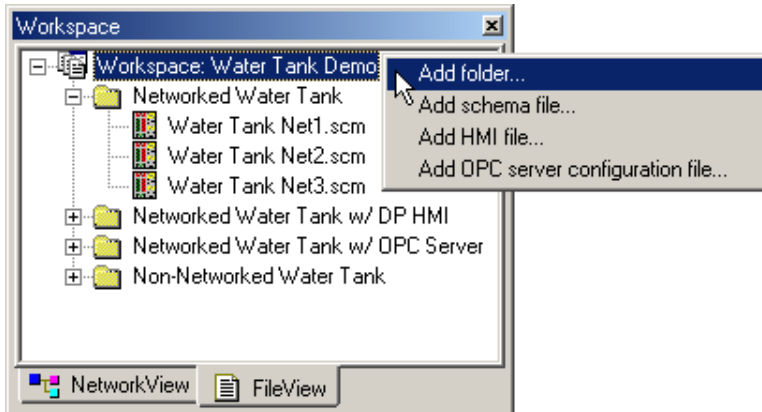 Workspace
Workspace: Water Tank Demo
Networked Water Tank
Water Tank Net1.scm
Water Tank Net2.scm
Water Tank Net3.scm
Networked Water Tank w/ DP HMI
Networked Water Tank w/ OPC Server
Non-Networked Water Tank
Add folder...
Add schema file...
Add HMI file...
Add OPC server configuration file...
NetworkView
FileView